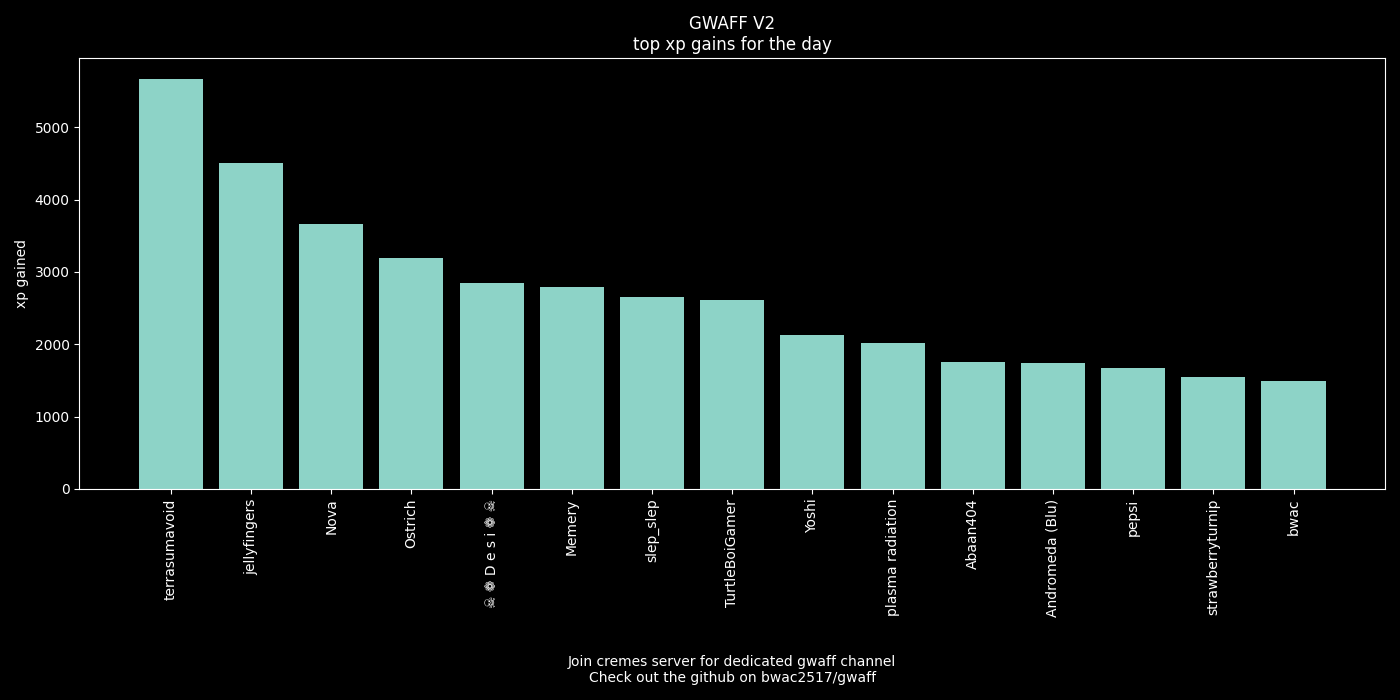 GWAFF V2
top xp gains for the day
xp gained
5000
4000
3000
2000
1000
0
terrasumavoid
jellyfingers
Nova
Ostrich
☠ ❁ D e s i ❁ ☠
Memery
slep_slep
TurtleBoiGamer
Yoshi
plasma radiation
Abaan404
Andromeda (Blu)
pepsi
strawberryturnip
bwac
Join cremes server for dedicated gwaff channel
Check out the github on bwac2517/gwaff